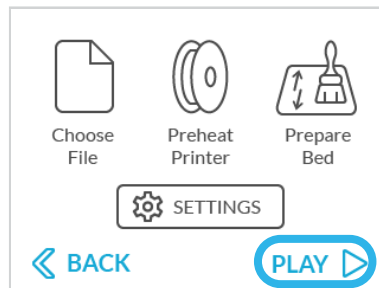 Choose Preheat Prepare
File Printer Bed
SETTINGS
BACK PLAY